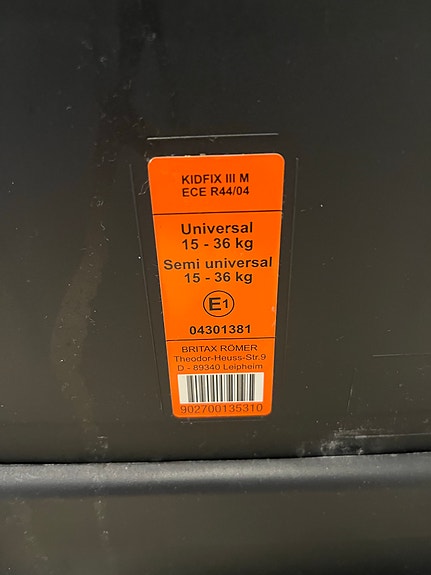 KIDFIX III M
ECE R44/04
Universal
15 - 36 kg
Semi universal
15 - 36 kg
E1
04301381
BRITAX RÖMER
Theodor-Heuss-Str.9
D - 89340 Leipheim
902700135310